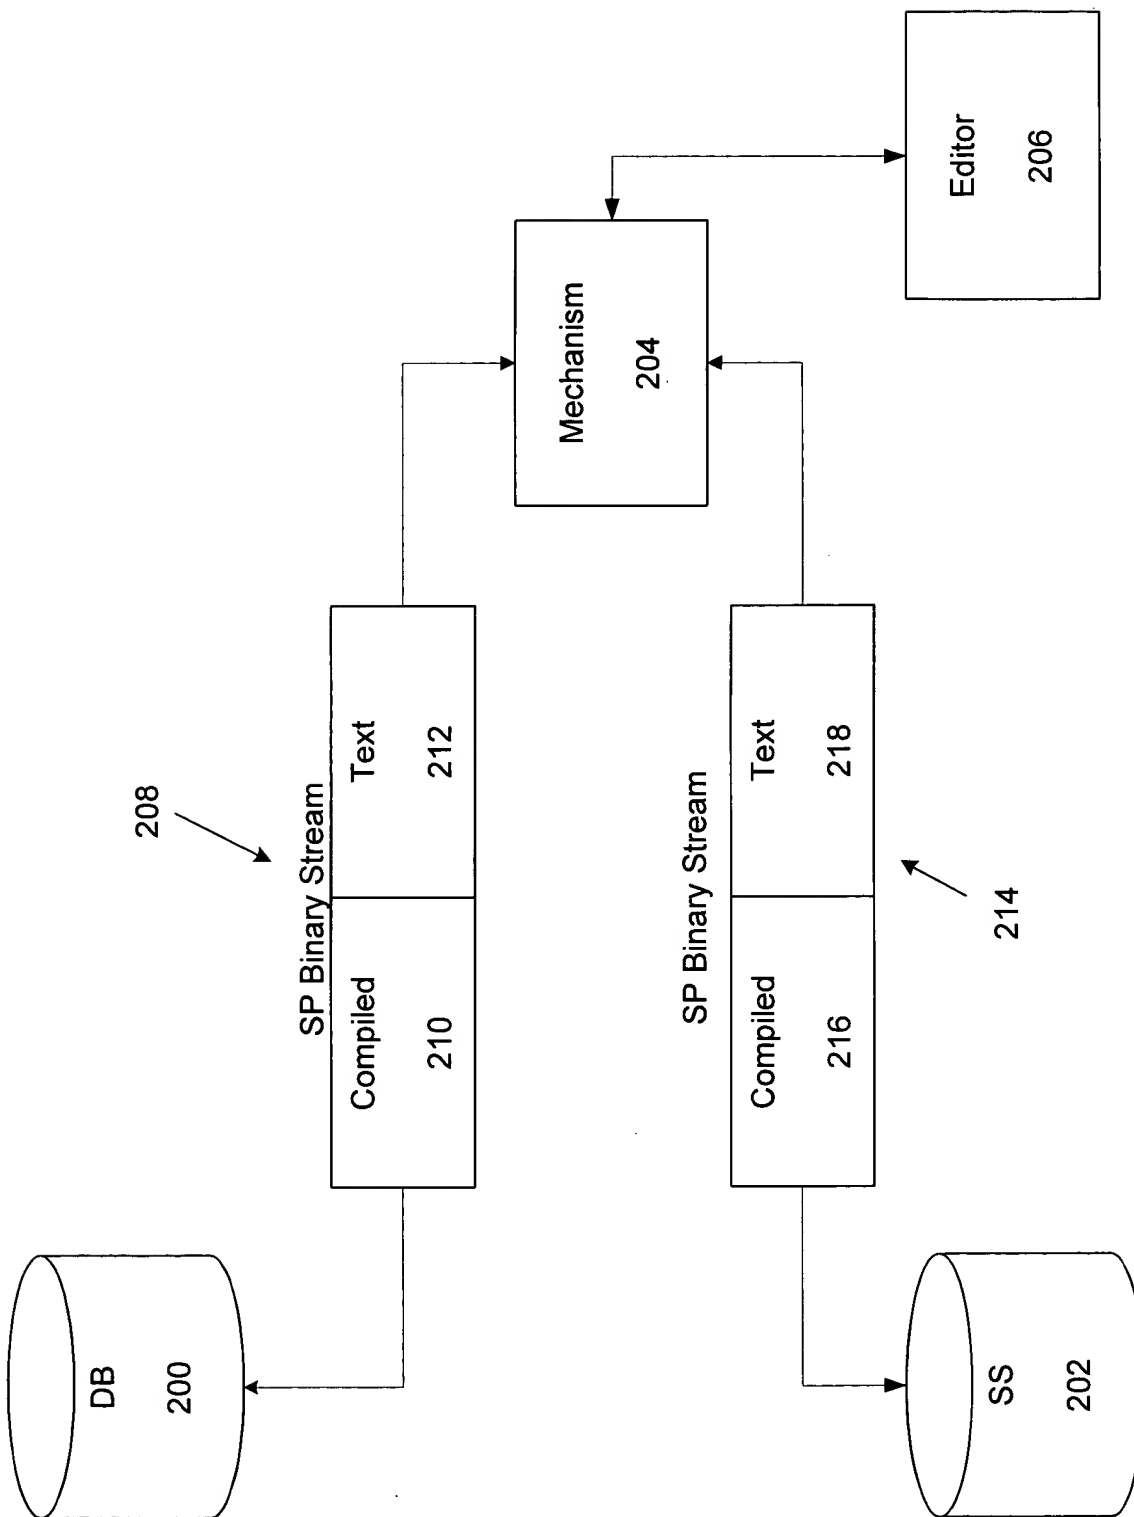 DB
200
208
SP Binary Stream
Compiled
210
Text
212
Mechanism
204
Editor
206
SS
202
SP Binary Stream
Compiled
216
Text
218
214